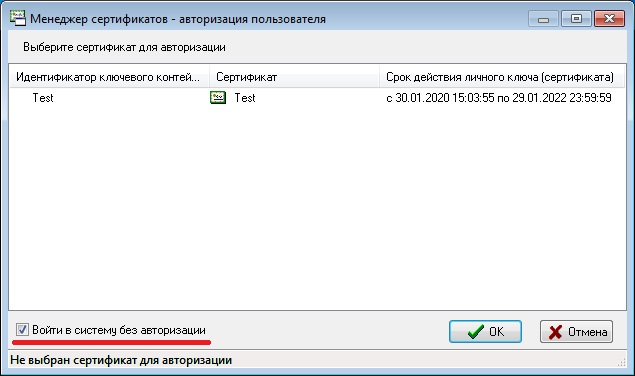 Менеджер сертификатов - авторизация пользователя
Выберите сертификат для авторизации
Идентификатор ключевого контей... Сертификат Срок действия личного ключа (сертификата)
Test Test с 30.01.2020 15:03:55 по 29.01.2022 23:59:59
Войти в систему без авторизации OK Отмена
Не выбран сертификат для авторизации